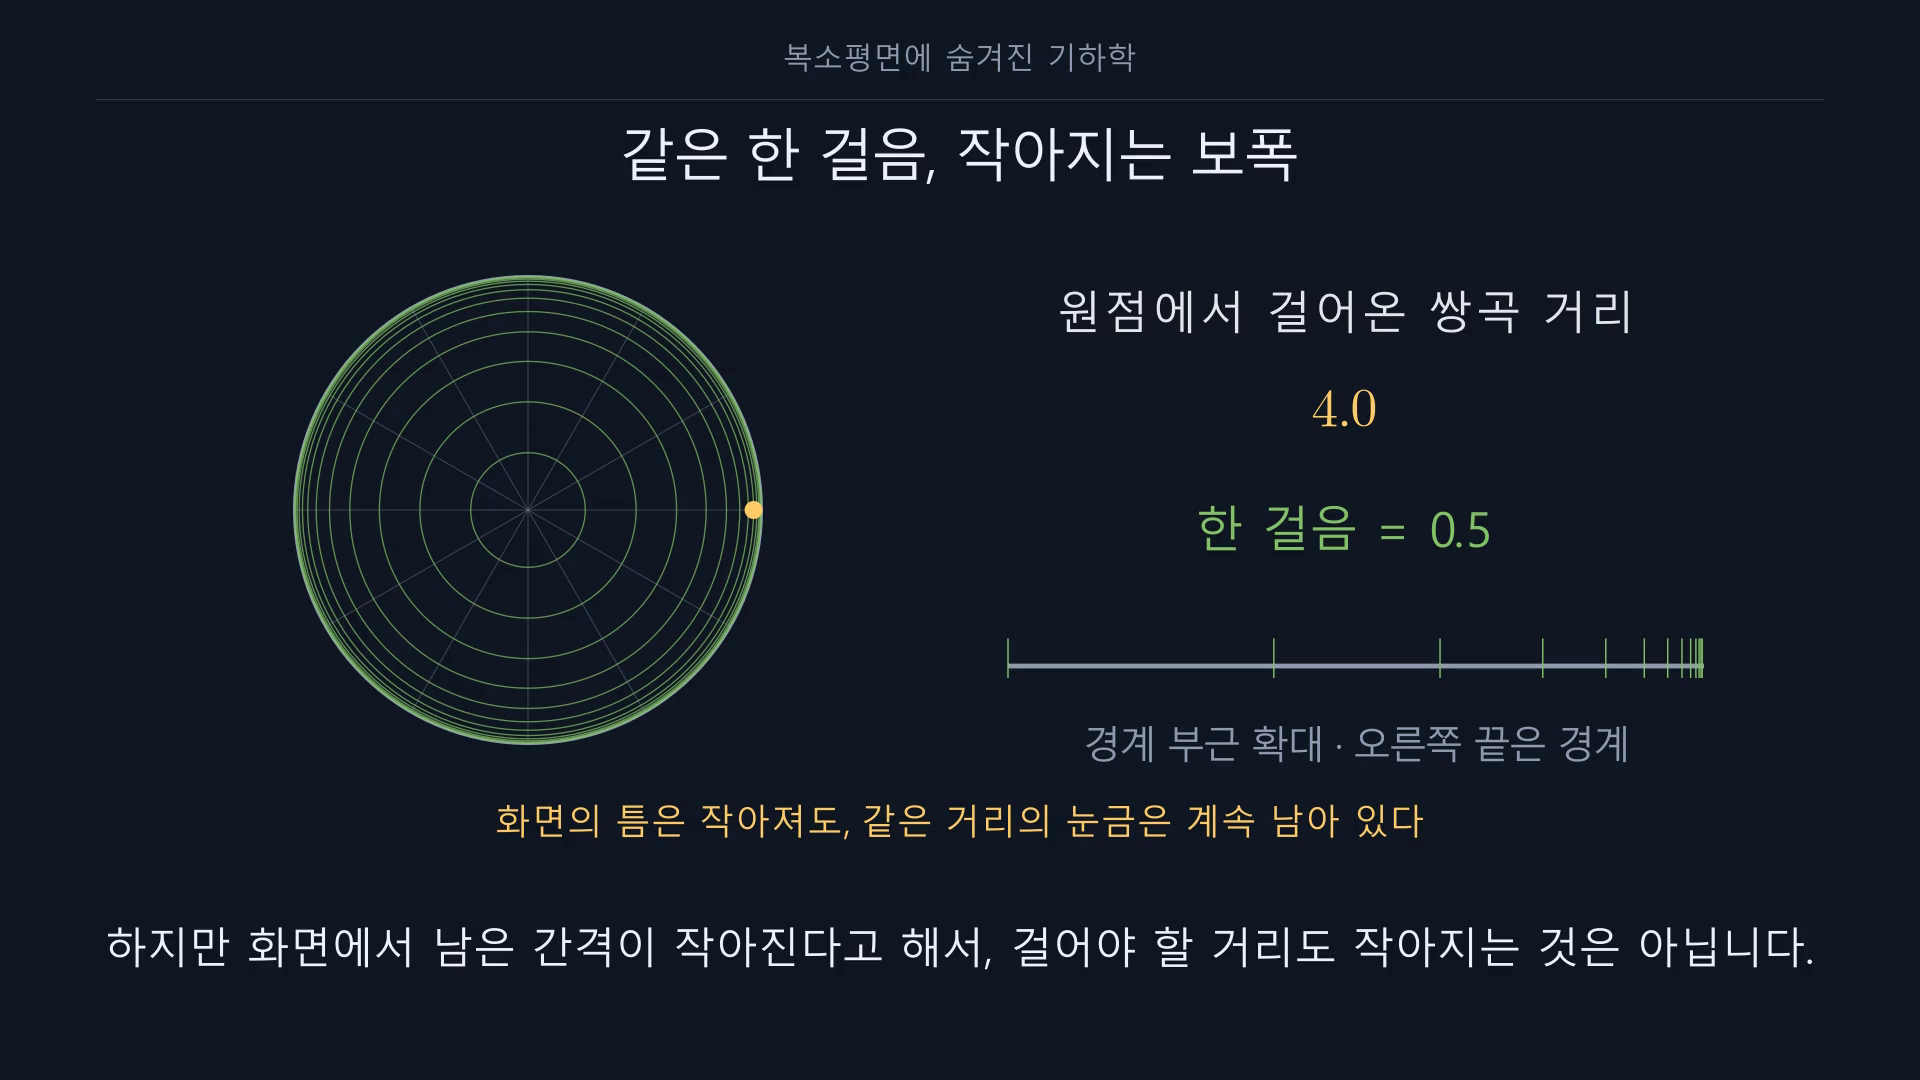 복소평면에 숨겨진 기하학
같은 한 걸음, 작아지는 보폭
원점에서 걸어온 쌍곡 거리
4.0
한 걸음 = 0.5
경계 부근 확대 · 오른쪽 끝은 경계
화면의 틈은 작아져도, 같은 거리의 눈금은 계속 남아 있다
하지만 화면에서 남은 간격이 작아진다고 해서, 걸어야 할 거리도 작아지는 것은 아닙니다.